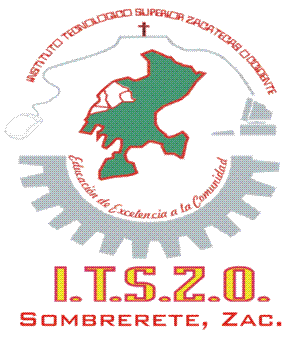 INSTITUTO TECNOLOGICO SUPERIOR ZACATECAS OCCIDENTE
Educación de Excelencia a la Comunidad
I.T.S.Z.O.
SOMBRERETE, ZAC.